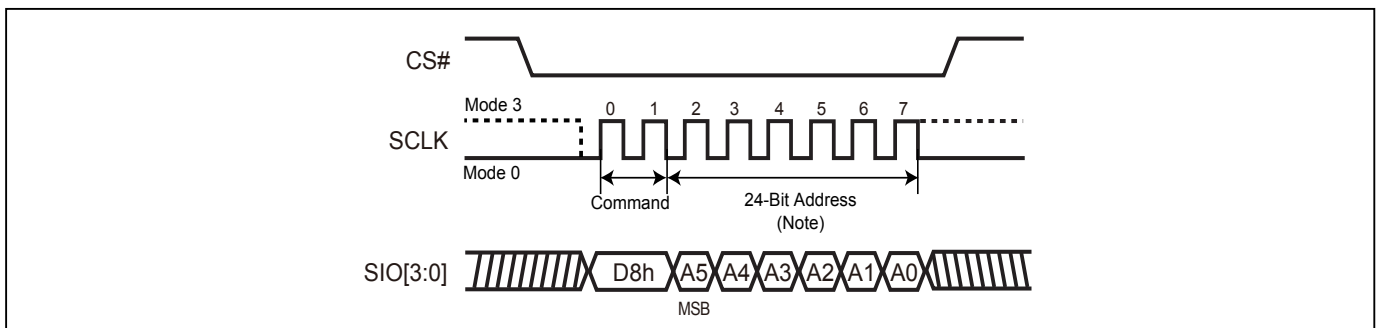 CS#
Mode 3
0 1 2 3 4 5 6 7
SCLK
Mode 0
Command
24-Bit Address
(Note)
SIO[3:0]
D8h A5 A4 A3 A2 A1 A0
MSB